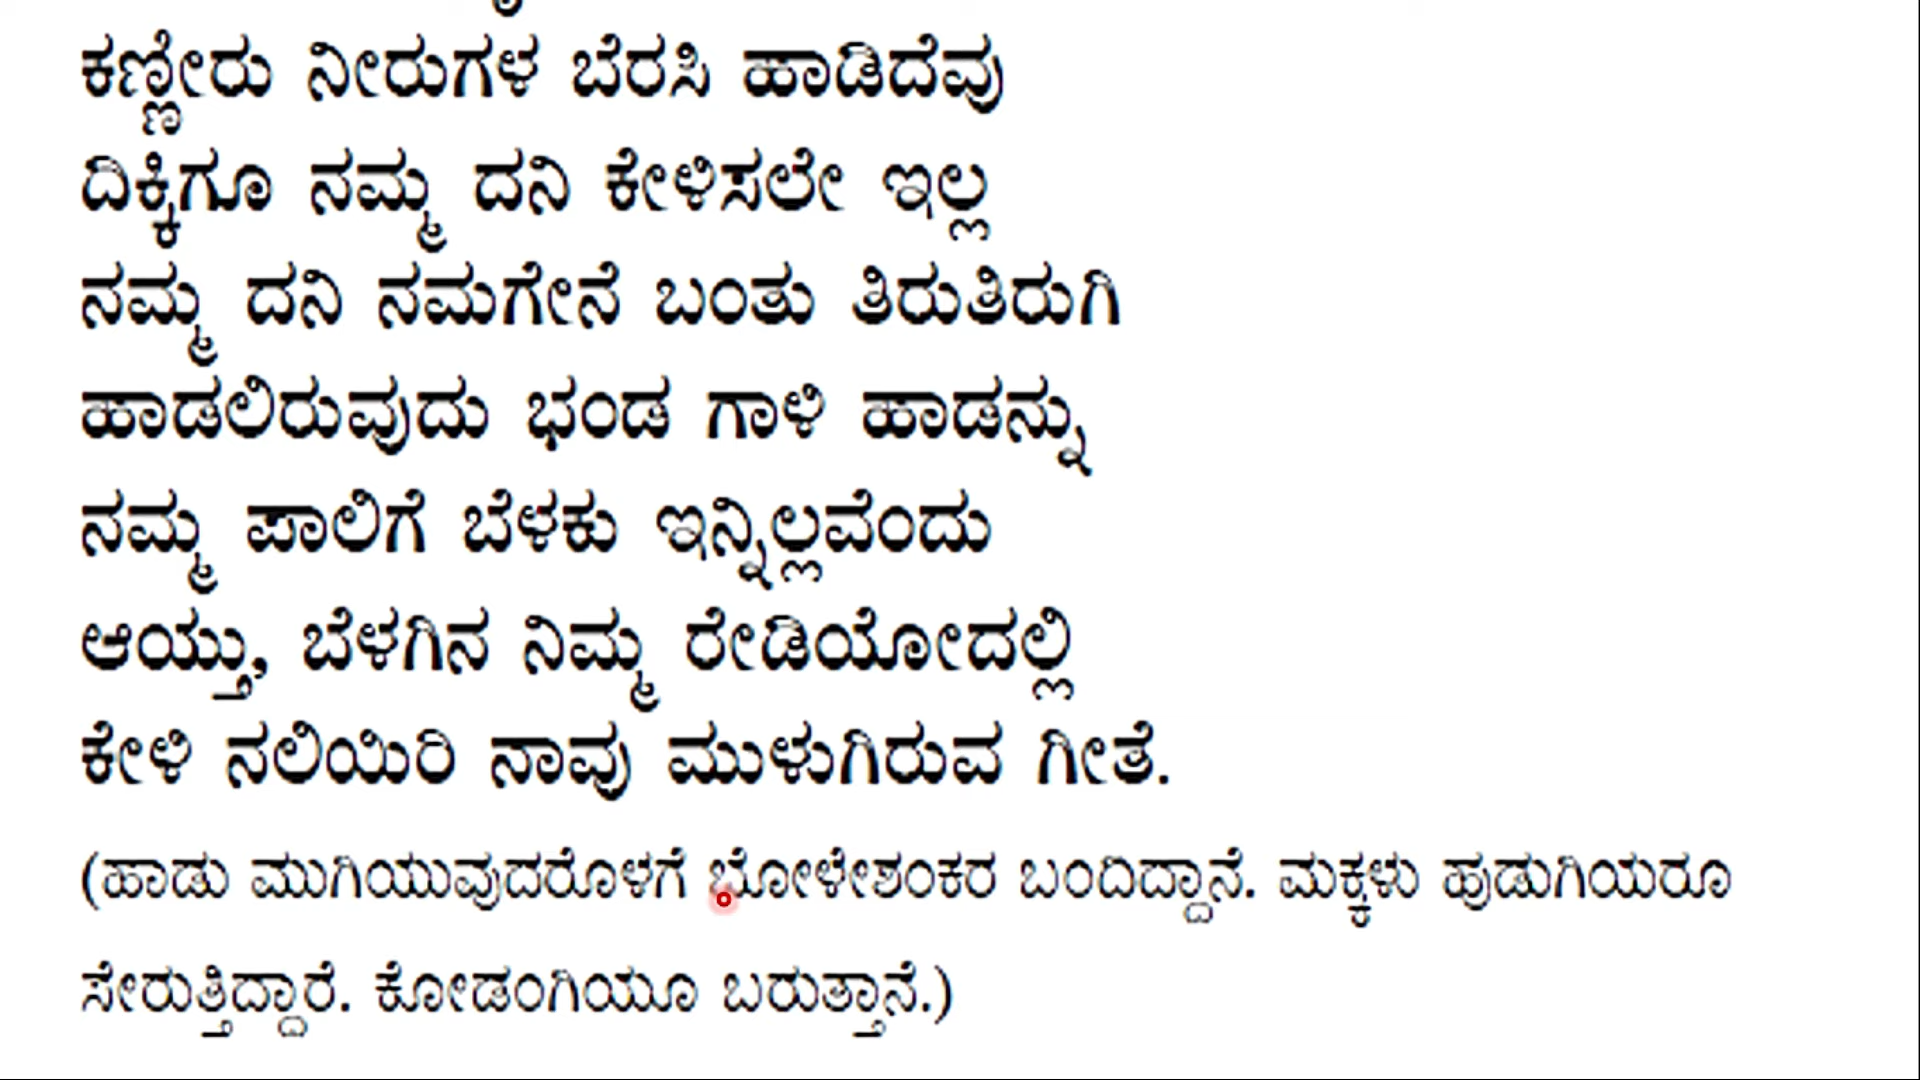 ಕಣ್ಣೀರು ನೀರುಗಳ ಬೆರಸಿ ಹಾಡಿದೆವು
ದಿಕ್ಕಿಗೂ ನಮ್ಮ ದನಿ ಕೇಳಿಸಲೇ ಇಲ್ಲ
ನಮ್ಮ ದನಿ ನಮಗೇನೆ ಬಂತು ತಿರುತಿರುಗಿ
ಹಾಡಲಿರುವುದು ಭಂಡ ಗಾಳಿ ಹಾಡನ್ನು
ನಮ್ಮ ಪಾಲಿಗೆ ಬೆಳಕು ಇನ್ನಿಲ್ಲವೆಂದು
ಆಯ್ತು, ಬೆಳಗಿನ ನಿಮ್ಮ ರೇಡಿಯೋದಲ್ಲಿ
ಕೇಳಿ ನಲಿಯಿರಿ ನಾವು ಮುಳುಗಿರುವ ಗೀತೆ.
(ಹಾಡು ಮುಗಿಯುವುದರೊಳಗೆ ಭೋಳೇಶಂಕರ ಬಂದಿದ್ದಾನೆ. ಮಕ್ಕಳು ಹುಡುಗಿಯರೂ
ಸೇರುತ್ತಿದ್ದಾರೆ. ಕೋಡಂಗಿಯೂ ಬರುತ್ತಾನೆ.)